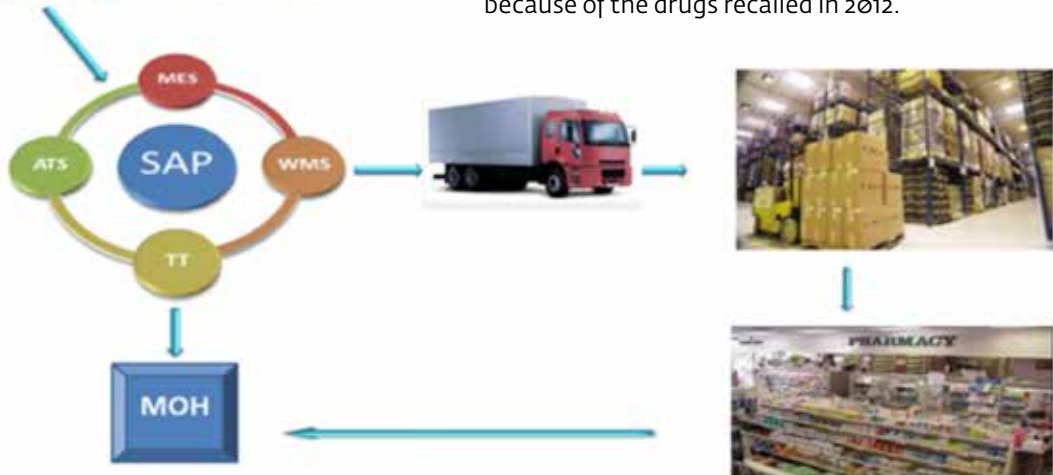 because of the drugs recalled in 2012.
MES
ATS
SAP
WMS
TT
MOH
PHARMACY